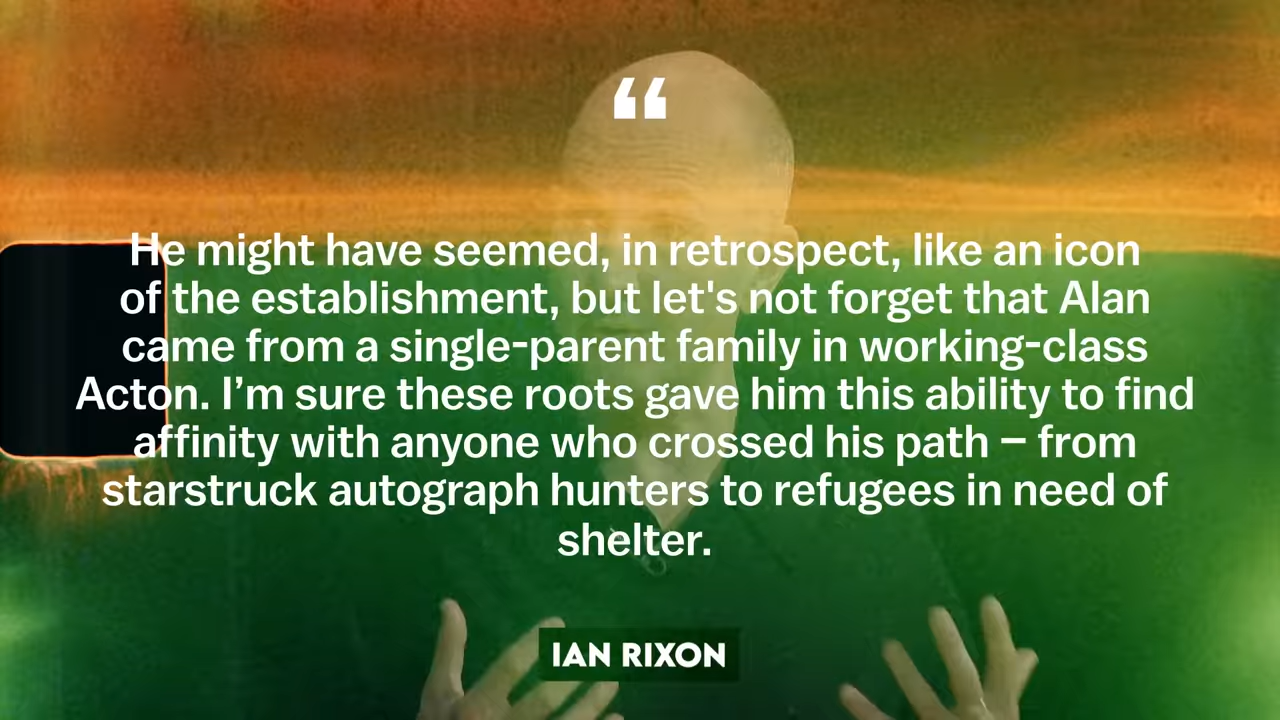 “
He might have seemed, in retrospect, like an icon
of the establishment, but let's not forget that Alan
came from a single-parent family in working-class
Acton. I’m sure these roots gave him this ability to find
affinity with anyone who crossed his path – from
starstruck autograph hunters to refugees in need of
shelter.
IAN RIXON